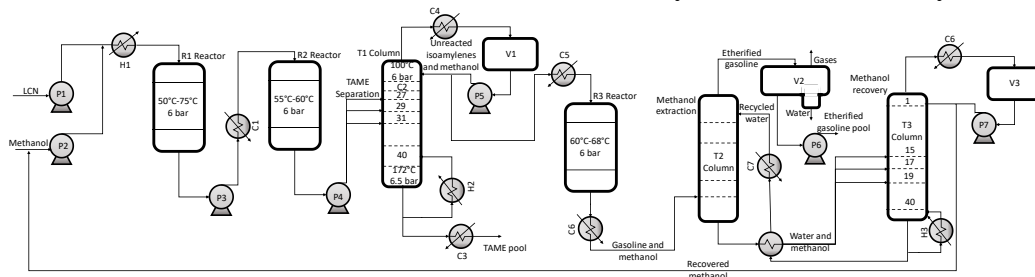 LCN
P1
Methanol
P2
H1
R1 Reactor
50°C-75°C
6 bar
P3
C1
R2 Reactor
55°C-60°C
6 bar
P4
TAME
Separation
T1 Column
100°C
6 bar
C2
27
29
31
40
172°C
6.5 bar
C4
Unreacted
isoamylenes
and methanol
V1
P5
H2
C3
TAME pool
C5
R3 Reactor
60°C-68°C
6 bar
C6
Gasoline and
methanol
Methanol
extraction
T2
Column
Etherified
gasoline
Gases
V2
Recycled
water
Water
P6
Etherified
gasoline pool
C7
Water and
methanol
Recovered
methanol
Methanol
recovery
1
T3
Column
15
17
19
40
H3
C6
V3
P7